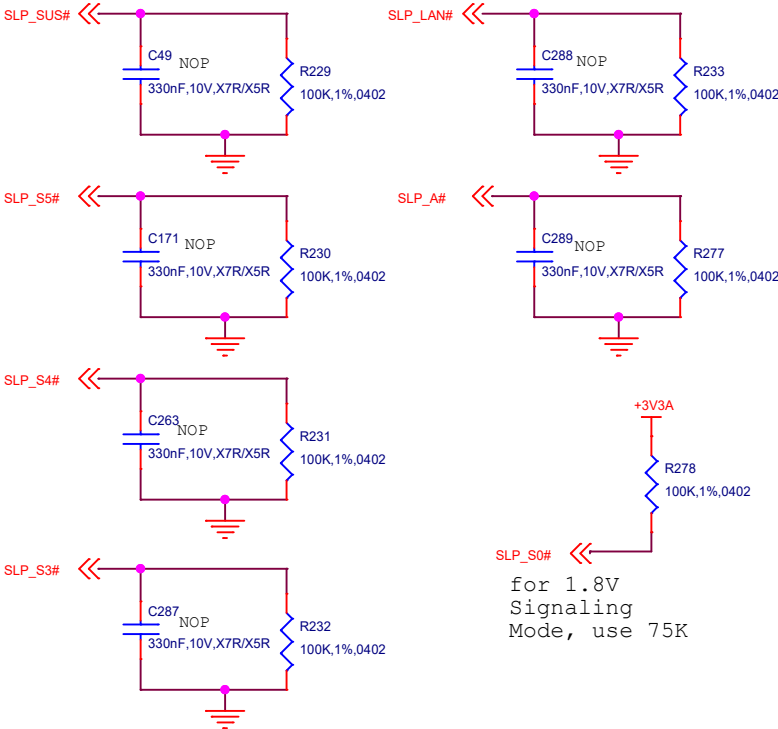 SLP_SUS#
C49
NOP
330nF,10V,X7R/X5R
R229
100K,1%,0402
SLP_LAN#
C288
NOP
330nF,10V,X7R/X5R
R233
100K,1%,0402
SLP_S5#
C171
NOP
330nF,10V,X7R/X5R
R230
100K,1%,0402
SLP_A#
C289
NOP
330nF,10V,X7R/X5R
R277
100K,1%,0402
SLP_S4#
C263
NOP
330nF,10V,X7R/X5R
R231
100K,1%,0402
+3V3A
R278
100K,1%,0402
SLP_S0#
for 1.8V
Signaling
Mode, use 75K
SLP_S3#
C287
NOP
330nF,10V,X7R/X5R
R232
100K,1%,0402